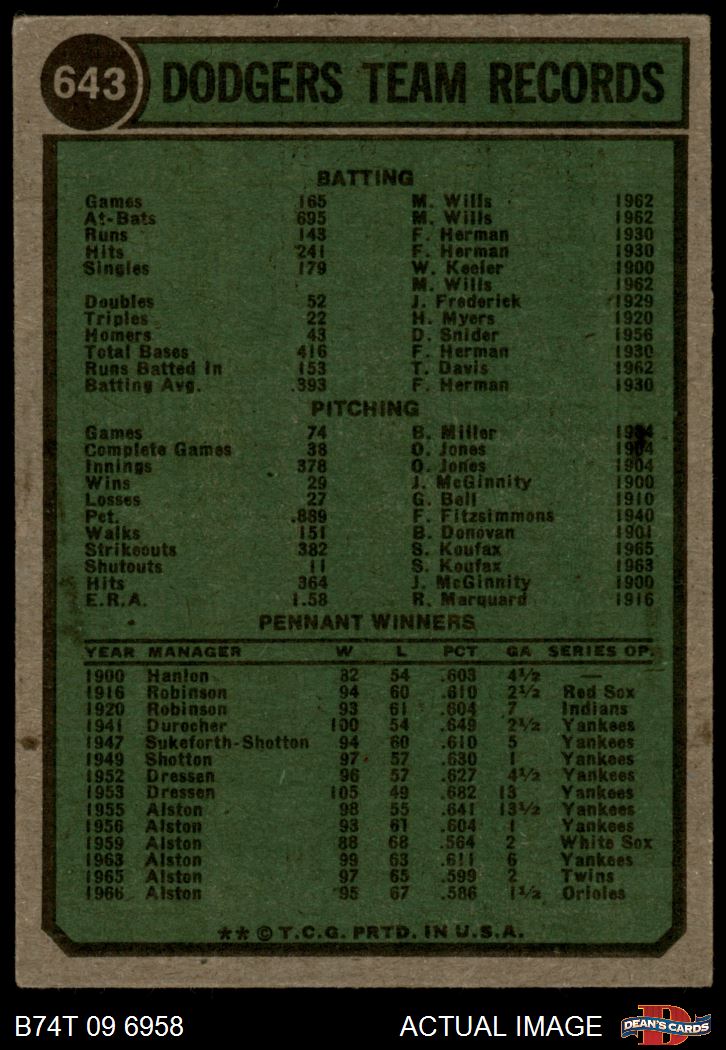 643 DODGERS TEAM RECORDS
BATTING
Games 165 M. Wills 1962
At-Bats 695 M. Wills 1962
Runs 143 F. Herman 1930
Hits 241 F. Herman 1930
Singles 179 W. Keeler 1900
M. Wills 1962
Doubles 52 J. Frederick 1929
Triples 22 H. Myers 1920
Homers 43 D. Snider 1956
Total Bases 416 F. Herman 1930
Runs Batted In 153 T. Davis 1962
Batting Avg. .393 F. Herman 1930
PITCHING
Games 74 B. Miller
Complete Games 38 O. Jones 1904
Innings 378 O. Jones 1904
Wins 29 J. McGinnity 1900
Losses 27 G. Bell 1910
Pct. .889 F. Fitzsimmons 1940
Walks 151 B. Donovan 1901
Strikeouts 382 S. Koufax 1965
Shutouts 11 S. Koufax 1963
Hits 364 J. McGinnity 1900
E.R.A. 1.58 R. Marquard 1916
PENNANT WINNERS
YEAR MANAGER W L PCT GA SERIES OP.
1900 Hanlon 82 54 .603 4½ —
1916 Robinson 94 60 .610 2½ Red Sox
1920 Robinson 93 61 .604 7 Indians
1941 Durocher 100 54 .649 2½ Yankees
1947 Sukeforth-Shotton 94 60 .610 5 Yankees
1949 Shotton 97 57 .630 1 Yankees
1952 Dressen 96 57 .627 4½ Yankees
1953 Dressen 105 49 .682 13 Yankees
1955 Alston 98 55 .641 13½ Yankees
1956 Alston 93 61 .604 1 Yankees
1959 Alston 88 68 .564 2 White Sox
1963 Alston 99 63 .611 6 Yankees
1965 Alston 97 65 .599 2 Twins
1966 Alston 95 67 .586 1½ Orioles
** © T.C.G. PRTD. IN U.S.A.
B74T 09 6958 ACTUAL IMAGE D DEAN'S CARDS